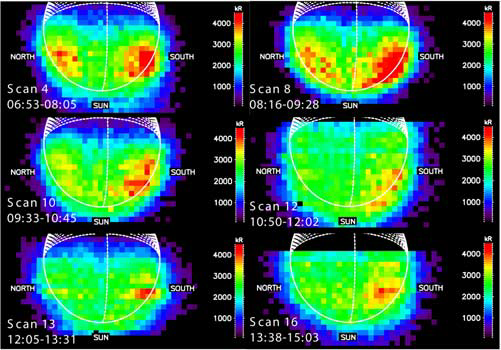 kR
4000
3000
2000
1000
NORTH
SOUTH
Scan 4
06:53-08:05
SUN
kR
4000
3000
2000
1000
NORTH
SOUTH
Scan 8
08:16-09:28
SUN
kR
4000
3000
2000
1000
NORTH
SOUTH
Scan 10
09:33-10:45
SUN
kR
4000
3000
2000
1000
NORTH
SOUTH
Scan 12
10:50-12:02
SUN
kR
4000
3000
2000
1000
NORTH
SOUTH
Scan 13
12:05-13:31
SUN
kR
4000
3000
2000
1000
NORTH
SOUTH
Scan 16
13:38-15:03
SUN